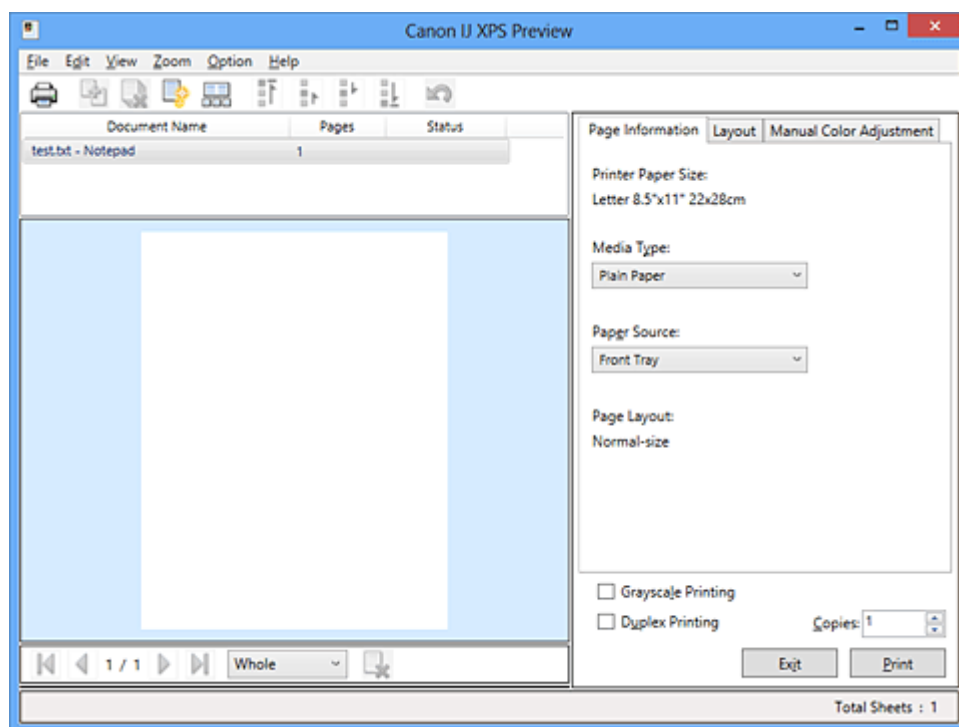 Canon IJ XPS Preview
File Edit View Zoom Option Help
Document Name Pages Status
test.txt - Notepad 1
Page Information Layout Manual Color Adjustment
Printer Paper Size:
Letter 8.5"x11" 22x28cm
Media Type:
Plain Paper
Paper Source:
Front Tray
Page Layout:
Normal-size
Grayscale Printing
Duplex Printing Copies: 1
1 / 1 Whole Exit Print
Total Sheets : 1